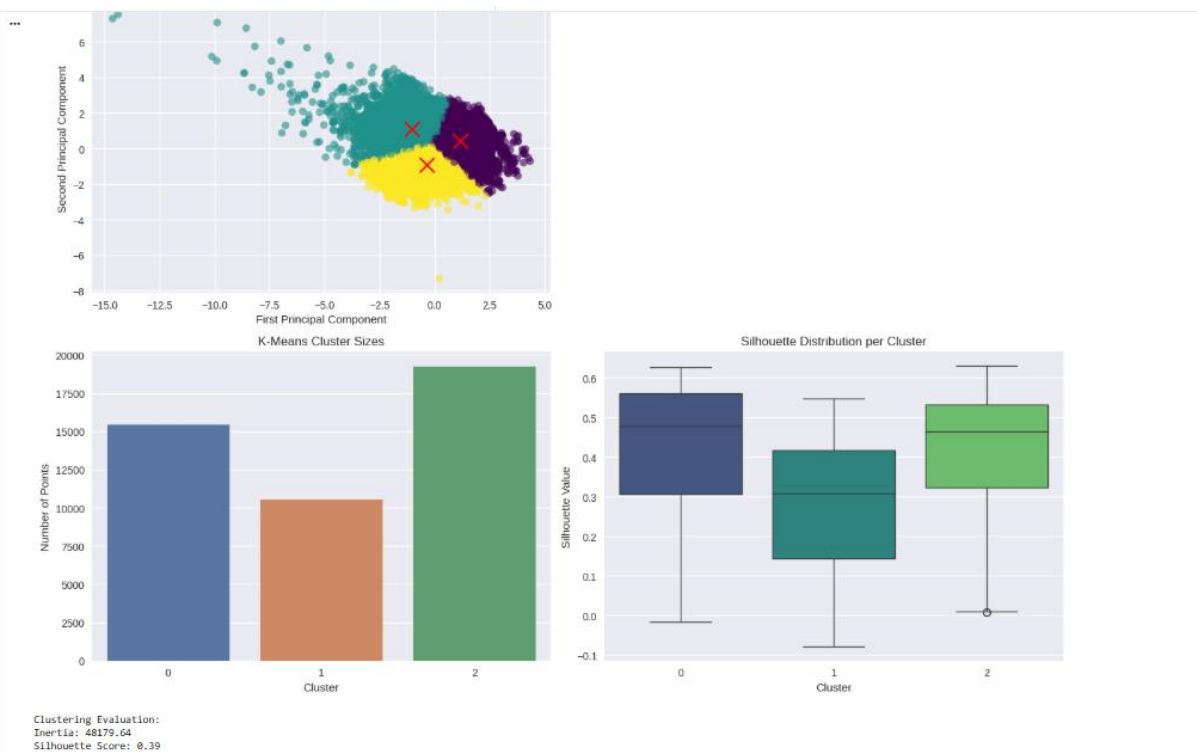 ...
6
4
2
0
−2
−4
−6
−8
Second Principal Component
−15.0 −12.5 −10.0 −7.5 −5.0 −2.5 0.0 2.5 5.0
First Principal Component
K-Means Cluster Sizes
20000
17500
15000
12500
10000
7500
5000
2500
0
Number of Points
0 1 2
Cluster
Silhouette Distribution per Cluster
0.6
0.5
0.4
0.3
0.2
0.1
0.0
−0.1
Silhouette Value
0 1 2
Cluster
Clustering Evaluation:
Inertia: 48179.64
Silhouette Score: 0.39